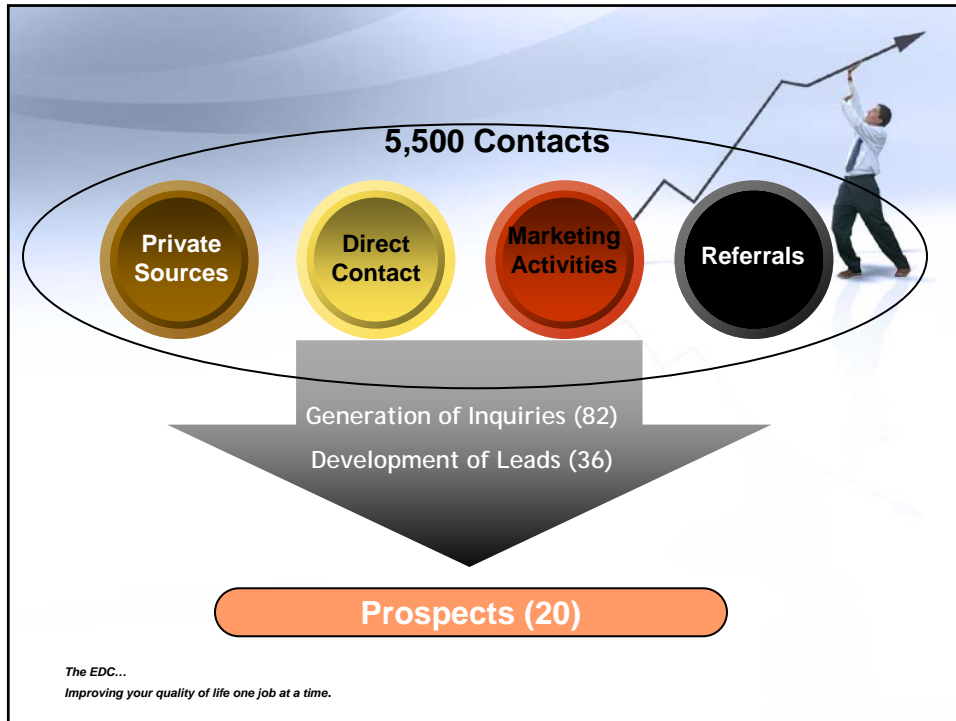 5,500 Contacts
Private
Sources
Direct
Contact
Marketing
Activities
Referrals
Generation of Inquiries (82)
Development of Leads (36)
Prospects (20)
The EDC…
Improving your quality of life one job at a time.